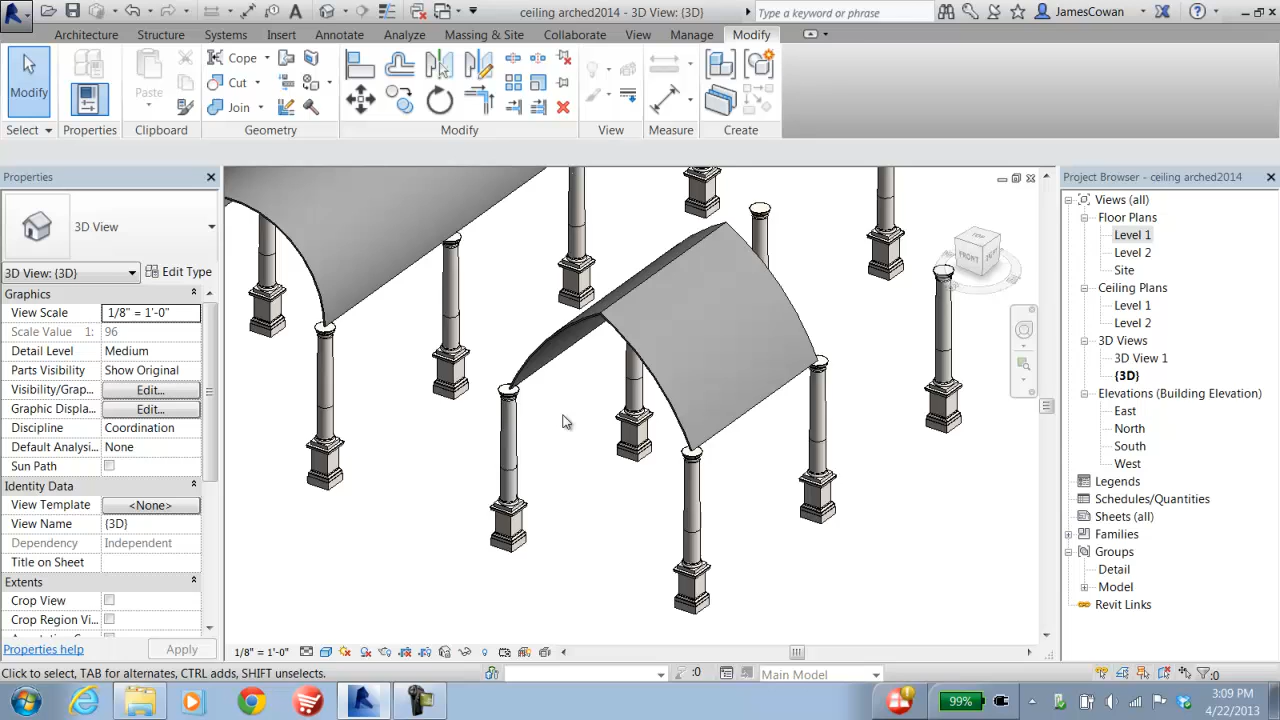 ceiling arched2014 - 3D View: {3D}
Type a keyword or phrase
JamesCowan
Architecture Structure Systems Insert Annotate Analyze Massing & Site Collaborate View Manage Modify
Modify
Paste
Cope
Cut
Join
Select Properties Clipboard Geometry Modify View Measure Create
Properties
3D View
3D View: {3D}
Edit Type
Graphics
View Scale 1/8" = 1'-0"
Scale Value 1: 96
Detail Level Medium
Parts Visibility Show Original
Visibility/Grap... Edit...
Graphic Displa... Edit...
Discipline Coordination
Default Analysi... None
Sun Path
Identity Data
View Template <None>
View Name {3D}
Dependency Independent
Title on Sheet
Extents
Crop View
Crop Region Vi...
Properties help
Apply
TOP
FRONT
Project Browser - ceiling arched2014
Views (all)
Floor Plans
Level 1
Level 2
Site
Ceiling Plans
Level 1
Level 2
3D Views
3D View 1
{3D}
Elevations (Building Elevation)
East
North
South
West
Legends
Schedules/Quantities
Sheets (all)
Families
Groups
Detail
Model
Revit Links
1/8" = 1'-0"
Click to select, TAB for alternates, CTRL adds, SHIFT unselects.
:0
Main Model
:0
99%
3:09 PM
4/22/2013